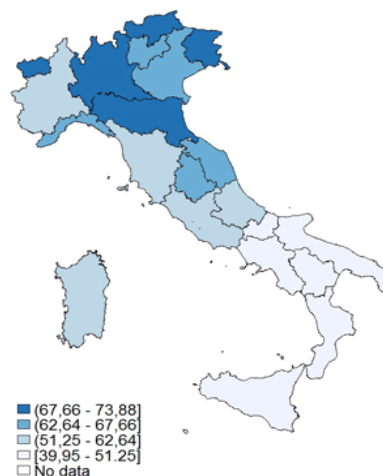 (67,66 - 73,88]
(62,64 - 67,66]
(51,25 - 62,64]
[39,95 - 51.25]
No data